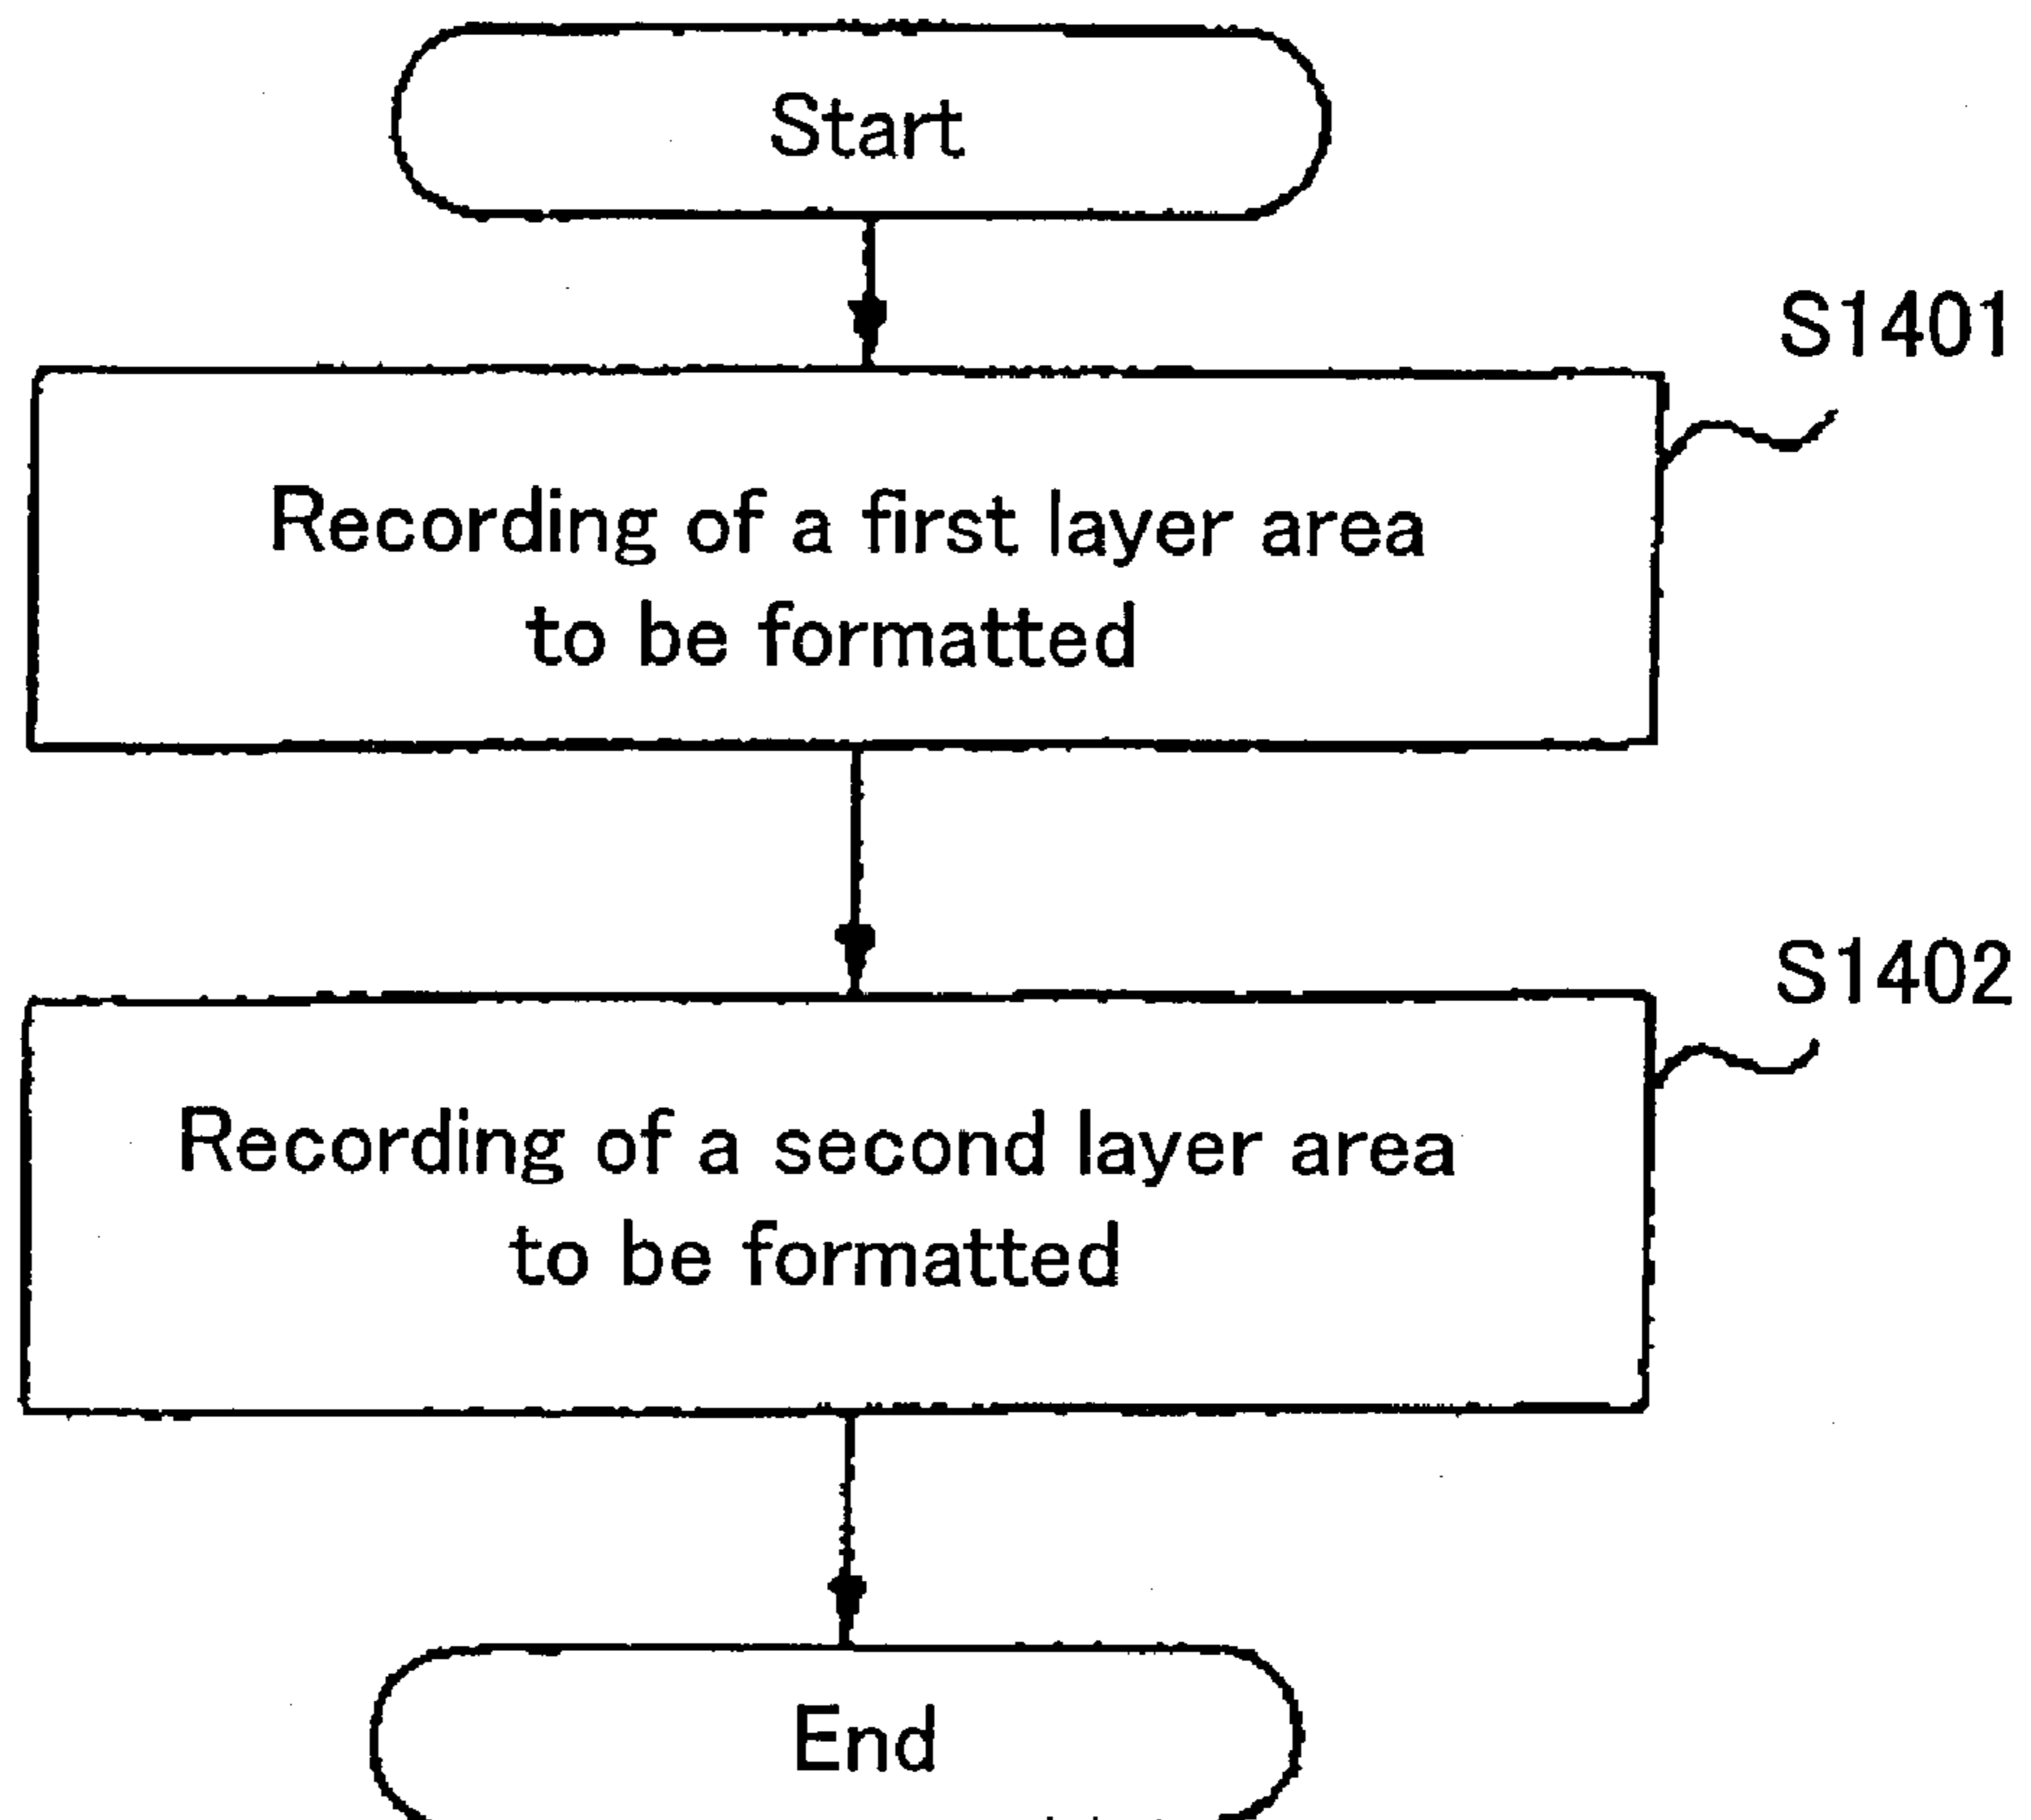 Start
S1401
Recording of a first layer area
to be formatted
S1402
Recording of a second layer area
to be formatted
End